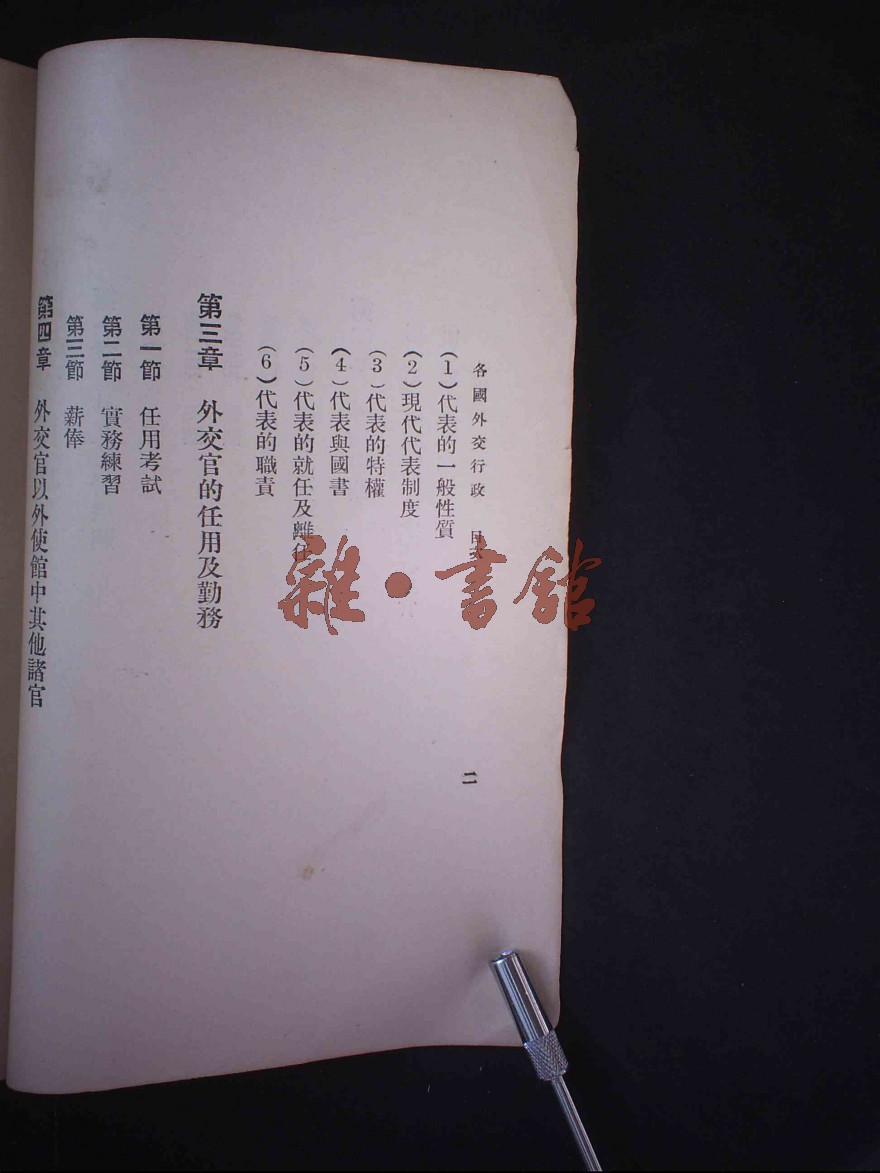 各國外交行政 目次
二
(1)代表的一般性質
(2)現代代表制度
(3)代表的特權
(4)代表與國書
(5)代表的就任及離任
(6)代表的職責
第三章 外交官的任用及勤務
第一節 任用考試
第二節 實務練習
第三節 薪俸
第四章 外交官以外使館中其他諸官
雜·書館